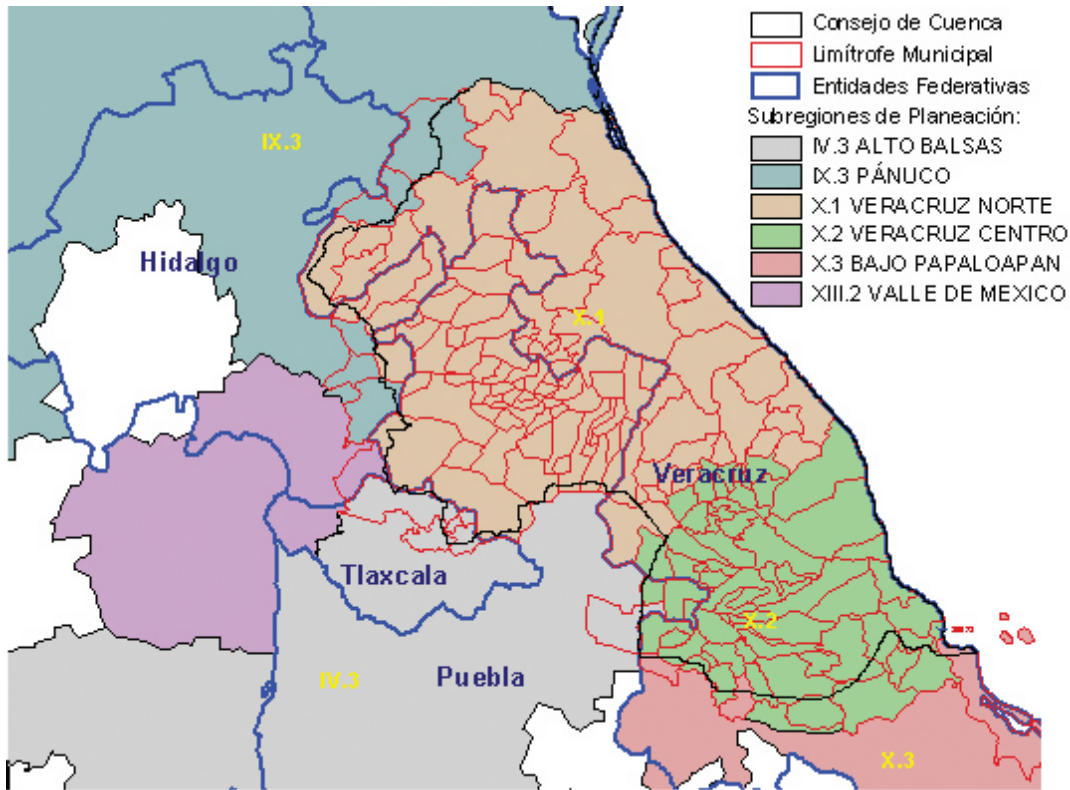 Consejo de Cuenca
Limítrofe Municipal
Entidades Federativas
Subregiones de Planeación:
IV.3 ALTO BALSAS
IX.3 PÁNUCO
X.1 VERACRUZ NORTE
X.2 VERACRUZ CENTRO
X.3 BAJO PAPALOAPAN
XIII.2 VALLE DE MEXICO
IX.3
Hidalgo
X.1
Veracruz
Tlaxcala
X.2
Puebla
IV.3
X.3